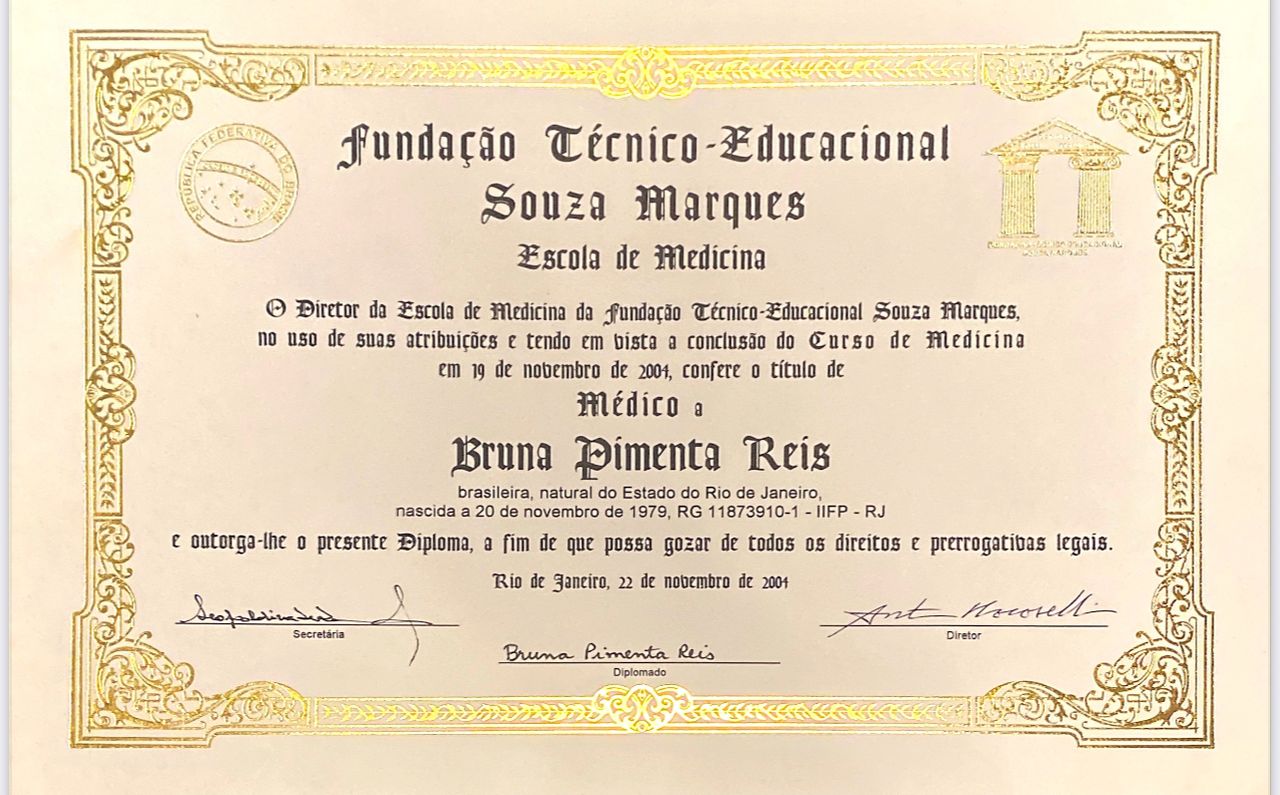 REPÚBLICA FEDERATIVA DO BRASIL
Fundação Técnico-Educacional
Souza Marques
Escola de Medicina
O Diretor da Escola de Medicina da Fundação Técnico-Educacional Souza Marques,
no uso de suas atribuições e tendo em vista a conclusão do Curso de Medicina
em 19 de novembro de 2004, confere o título de
Médico a
Bruna Pimenta Reis
brasileira, natural do Estado do Rio de Janeiro,
nascida a 20 de novembro de 1979, RG 11873910-1 - IIFP - RJ
e outorga-lhe o presente Diploma, a fim de que possa gozar de todos os direitos e prerrogativas legais.
Rio de Janeiro, 22 de novembro de 2004
Secretária
Diretor
Bruna Pimenta Reis
Diplomado